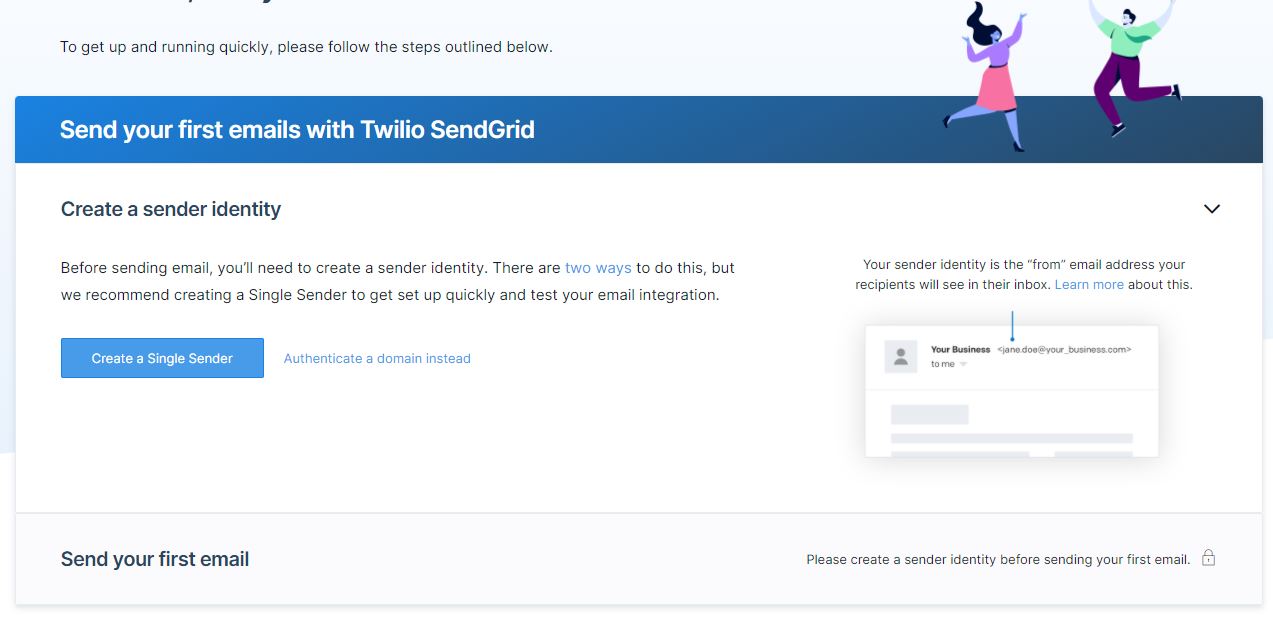 To get up and running quickly, please follow the steps outlined below.
Send your first emails with Twilio SendGrid
Create a sender identity
Before sending email, you’ll need to create a sender identity. There are two ways to do this, but
we recommend creating a Single Sender to get set up quickly and test your email integration.
Create a Single Sender
Authenticate a domain instead
Your sender identity is the “from” email address your
recipients will see in their inbox. Learn more about this.
Your Business <jane.doe@your_business.com>
to me
Send your first email
Please create a sender identity before sending your first email.